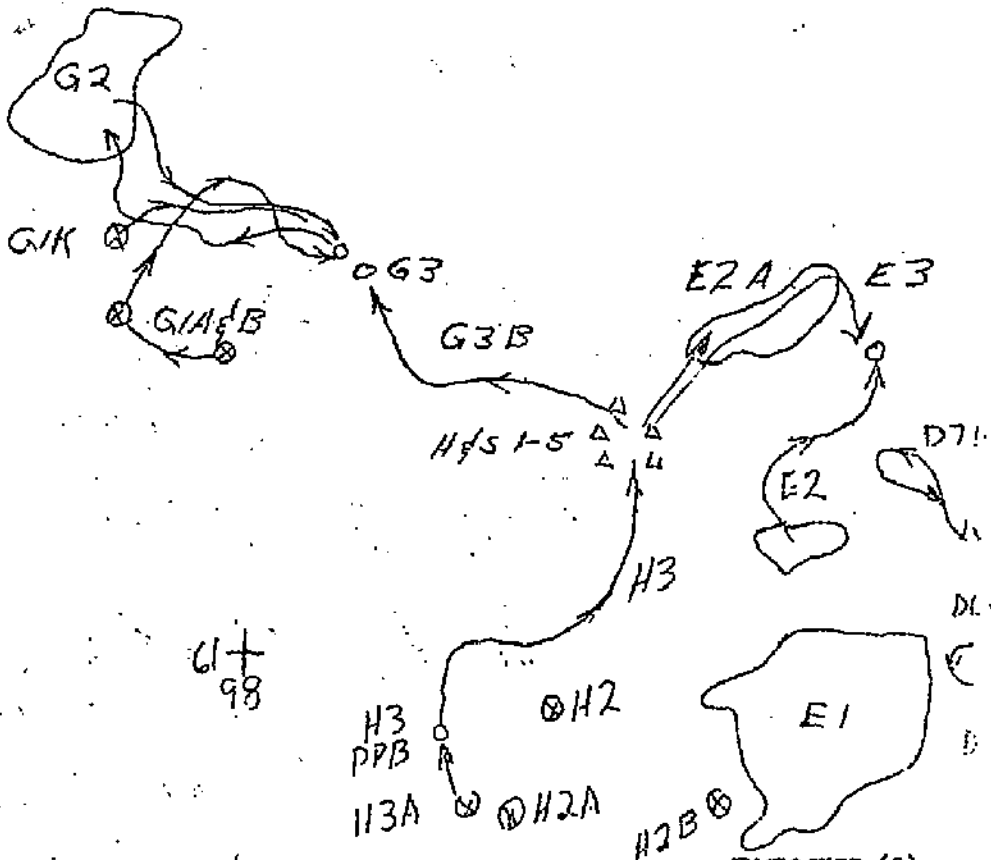 G2
G1K
G1A&B
G3
G3B
E2A
E3
H&S 1-5
E2
D71
H3
61
98
H3
PPB
H2
E1
H3A
H2A
H2B